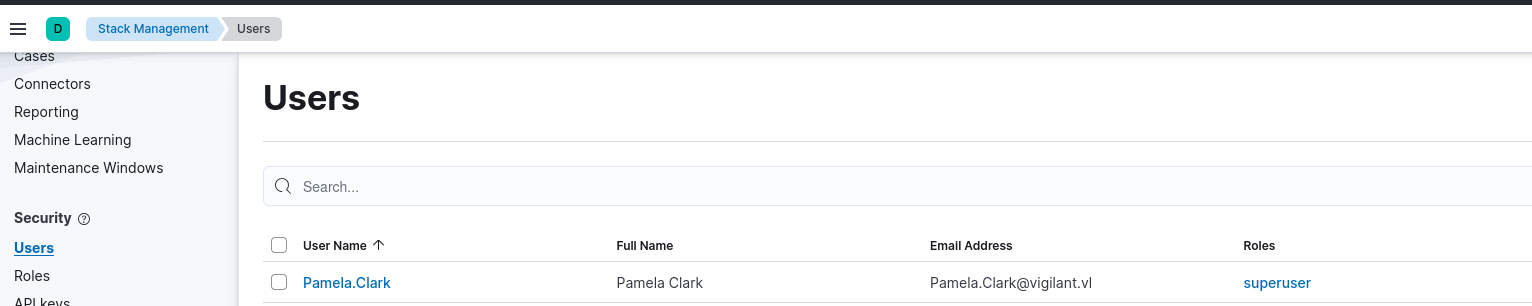 D Stack Management Users
Cases
Connectors
Reporting
Machine Learning
Maintenance Windows
Security
Users
Roles
API keys
Users
Search...
User Name Full Name Email Address Roles
Pamela.Clark Pamela Clark Pamela.Clark@vigilant.vl superuser